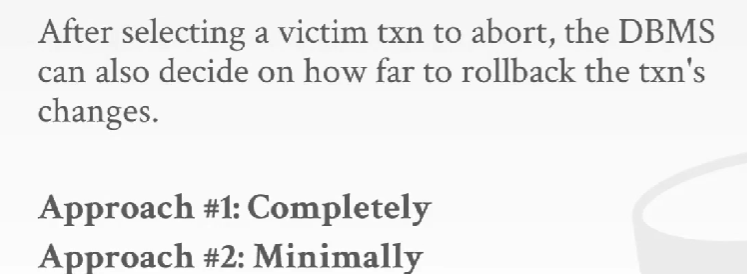 After selecting a victim txn to abort, the DBMS
can also decide on how far to rollback the txn's
changes.
Approach #1: Completely
Approach #2: Minimally